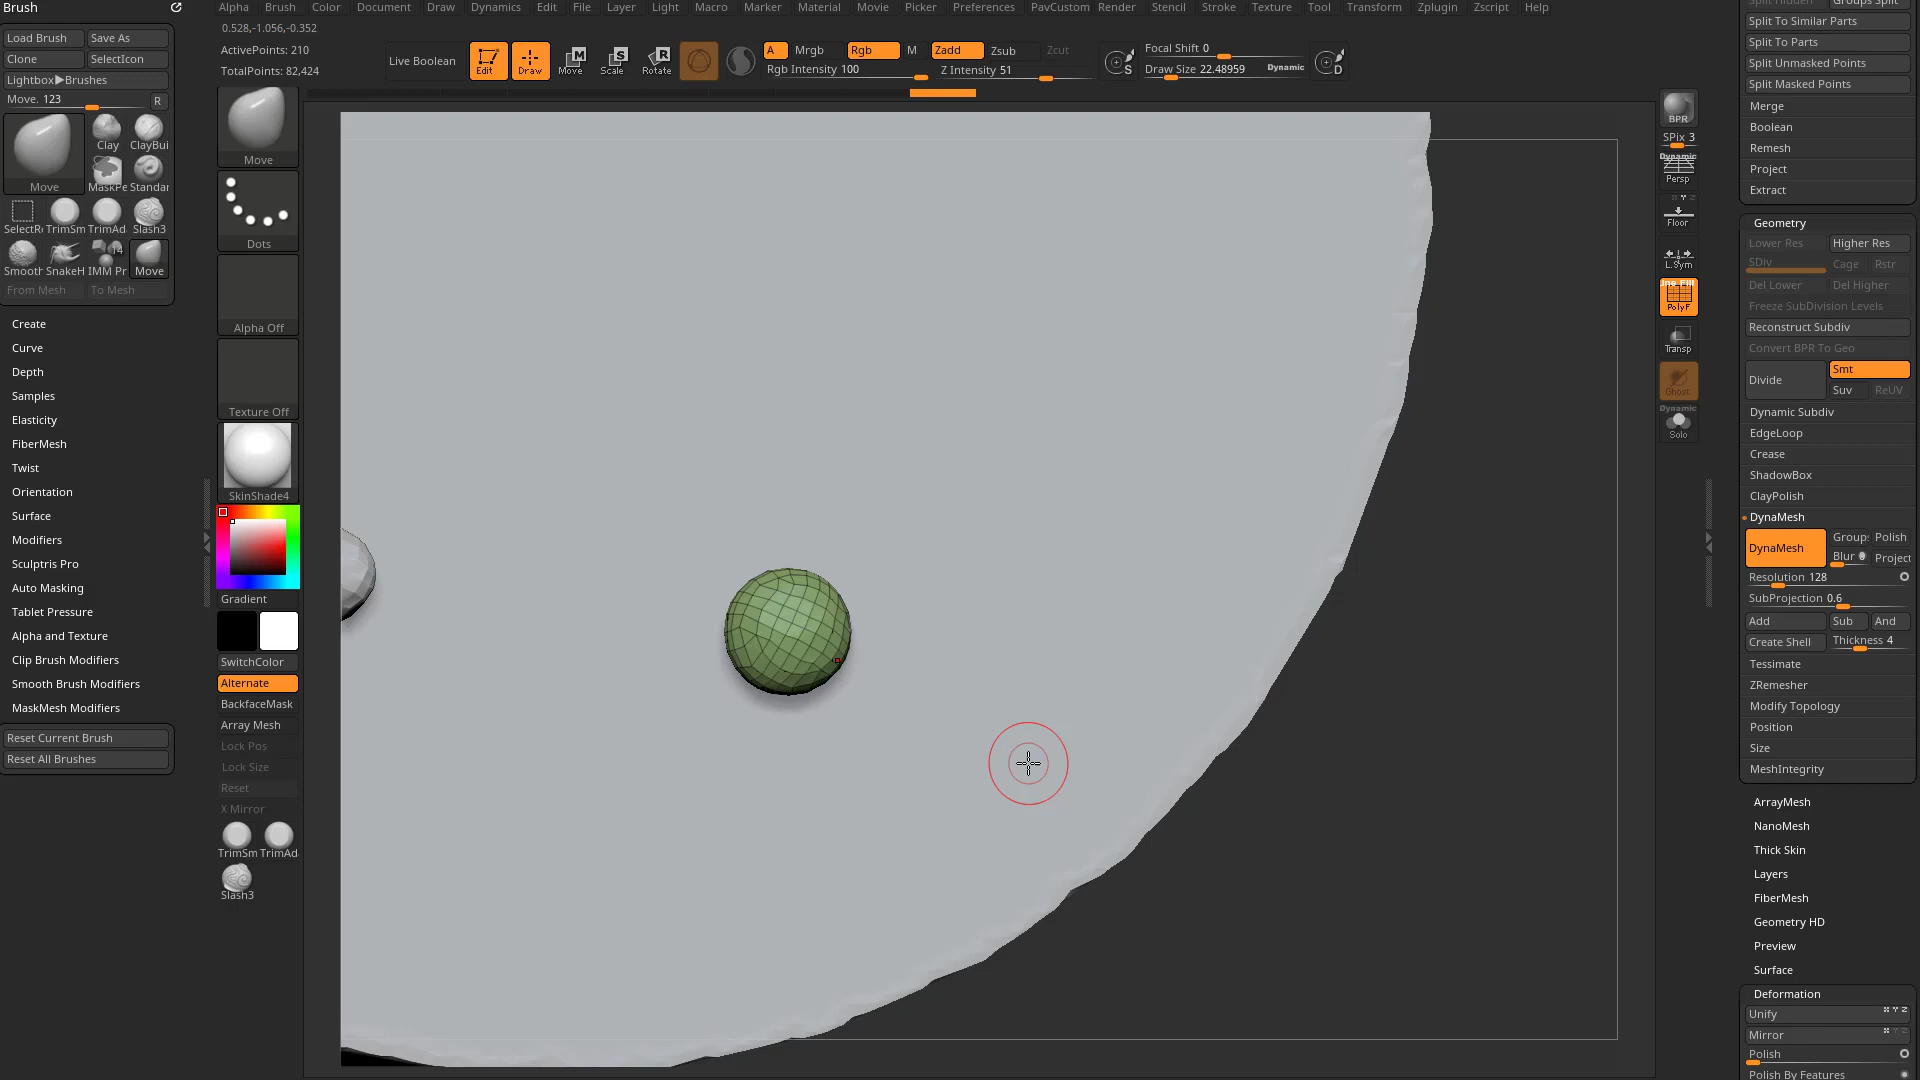 Brush
Alpha Brush Color Document Draw Dynamics Edit File Layer Light Macro Marker Material Movie Picker Preferences PavCustom Render Stencil Stroke Texture Tool Transform Zplugin Zscript Help
0.528,-1.056,-0.352
ActivePoints: 210
TotalPoints: 82,424
Live Boolean
Edit Draw Move Scale Rotate
A Mrgb Rgb M Zadd Zsub Zcut
Rgb Intensity 100 Z Intensity 51
S
Focal Shift 0
Draw Size 22.48959 Dynamic
D
Load Brush Save As
Clone SelectIcon
Lightbox▶Brushes
Move. 123 R
Move Clay ClayBui
MaskPe Standar
SelectR TrimSm TrimAd Slash3
14
Smooth SnakeH IMM Pr Move
From Mesh To Mesh
Create
Curve
Depth
Samples
Elasticity
FiberMesh
Twist
Orientation
Surface
Modifiers
Sculptris Pro
Auto Masking
Tablet Pressure
Alpha and Texture
Clip Brush Modifiers
Smooth Brush Modifiers
MaskMesh Modifiers
Reset Current Brush
Reset All Brushes
Move
Dots
Alpha Off
Texture Off
SkinShade4
Gradient
SwitchColor
Alternate
BackfaceMask
Array Mesh
Lock Pos
Lock Size
Reset
X Mirror
TrimSm TrimAd
Slash3
BPR
SPix 3
Dynamic
Persp
Floor
L.Sym
Line Fill
PolyF
Transp
Ghost
Dynamic
Solo
Split Hidden Groups Split
Split To Similar Parts
Split To Parts
Split Unmasked Points
Split Masked Points
Merge
Boolean
Remesh
Project
Extract
Geometry
Lower Res Higher Res
SDiv Cage Rstr
Del Lower Del Higher
Freeze SubDivision Levels
Reconstruct Subdiv
Convert BPR To Geo
Divide Smt
Suv ReUV
Dynamic Subdiv
EdgeLoop
Crease
ShadowBox
ClayPolish
DynaMesh
DynaMesh Group: Polish
Blur Project
Resolution 128
SubProjection 0.6
Add Sub And
Create Shell Thickness 4
Tessimate
ZRemesher
Modify Topology
Position
Size
MeshIntegrity
ArrayMesh
NanoMesh
Thick Skin
Layers
FiberMesh
Geometry HD
Preview
Surface
Deformation
Unify
Mirror
Polish
Polish By Features